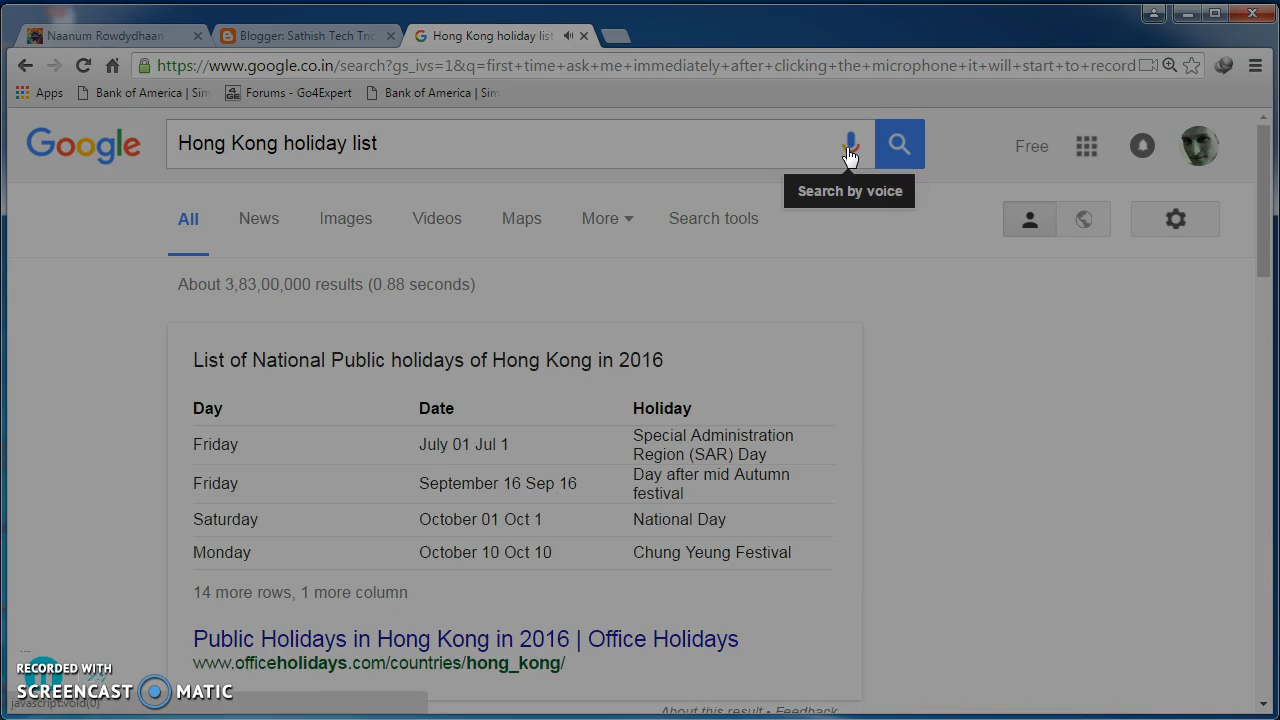 Naanum Rowdydhaan
Blogger: Sathish Tech Tric
Hong Kong holiday list
https://www.google.co.in/search?gs_ivs=1&q=first+time+ask+me+immediately+after+clicking+the+microphone+it+will+start+to+record
Apps
Bank of America | Sim
Forums - Go4Expert
Bank of America | Sim
Google
Hong Kong holiday list
Free
Search by voice
All News Images Videos Maps More Search tools
About 3,83,00,000 results (0.88 seconds)
List of National Public holidays of Hong Kong in 2016
Day Date Holiday
Friday July 01 Jul 1 Special Administration
Region (SAR) Day
Friday September 16 Sep 16 Day after mid Autumn
festival
Saturday October 01 Oct 1 National Day
Monday October 10 Oct 10 Chung Yeung Festival
14 more rows, 1 more column
Public Holidays in Hong Kong in 2016 | Office Holidays
www.officeholidays.com/countries/hong_kong/
RECORDED WITH
SCREENCAST MATIC
javascript:void(0)
About this result • Feedback